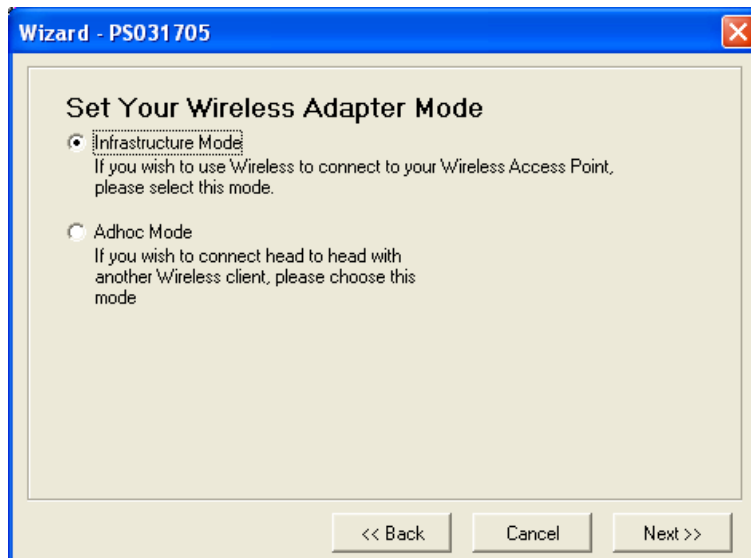 Wizard - PS031705
Set Your Wireless Adapter Mode
Infrastructure Mode
If you wish to use Wireless to connect to your Wireless Access Point,
please select this mode.
Adhoc Mode
If you wish to connect head to head with
another Wireless client, please choose this
mode
<< Back Cancel Next >>